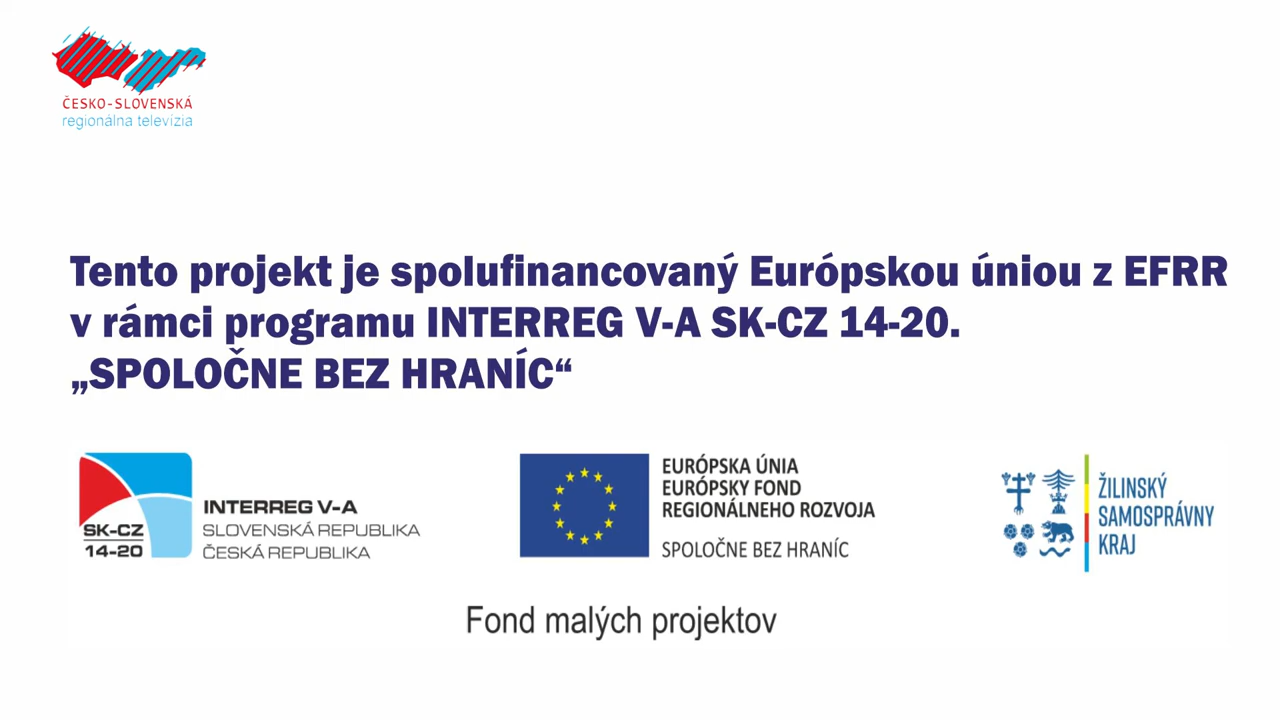 ČESKO-SLOVENSKÁ
regionálna televízia
Tento projekt je spolufinancovaný Európskou úniou z EFRR
v rámci programu INTERREG V-A SK-CZ 14-20.
„SPOLOČNE BEZ HRANÍC“
SK-CZ
14-20
INTERREG V-A
SLOVENSKÁ REPUBLIKA
ČESKÁ REPUBLIKA
EURÓPSKA ÚNIA
EURÓPSKY FOND
REGIONÁLNEHO ROZVOJA
SPOLOČNE BEZ HRANÍC
ŽILINSKÝ
SAMOSPRÁVNY
KRAJ
Fond malých projektov